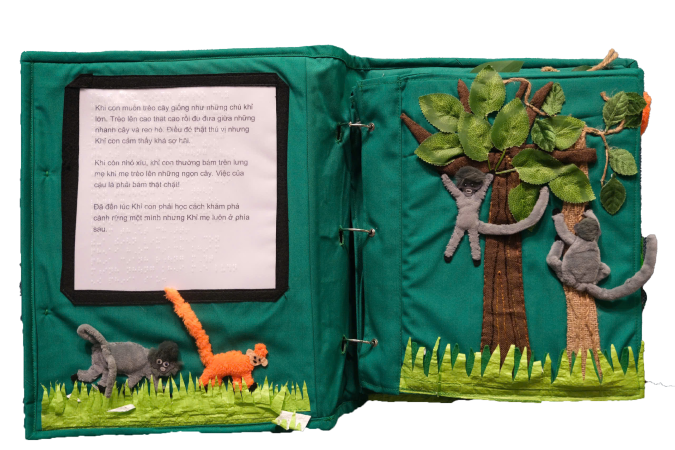 Khỉ con muốn trèo cây giống như những chú khỉ
lớn. Trèo lên cao thật cao rồi đu đưa giữa những
nhánh cây và reo hò. Điều đó thật thú vị nhưng
Khỉ con cảm thấy khá sợ hãi.
Khi còn nhỏ xíu, khỉ con thường bám trên lưng
mẹ khi mẹ trèo lên những ngọn cây. Việc của
cậu là phải bám thật chặt!
Đã đến lúc Khỉ con phải học cách khám phá
cánh rừng một mình nhưng Khỉ mẹ luôn ở phía
sau.